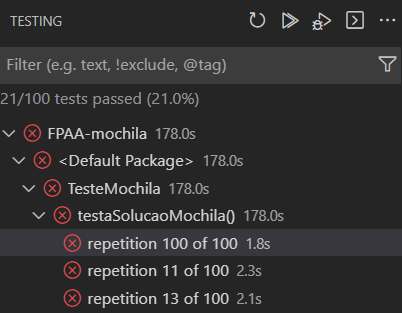 TESTING
Filter (e.g. text, !exclude, @tag)
21/100 tests passed (21.0%)
FPAA-mochila 178.0s
<Default Package> 178.0s
TesteMochila 178.0s
testaSolucaoMochila() 178.0s
repetition 100 of 100 1.8s
repetition 11 of 100 2.3s
repetition 13 of 100 2.1s